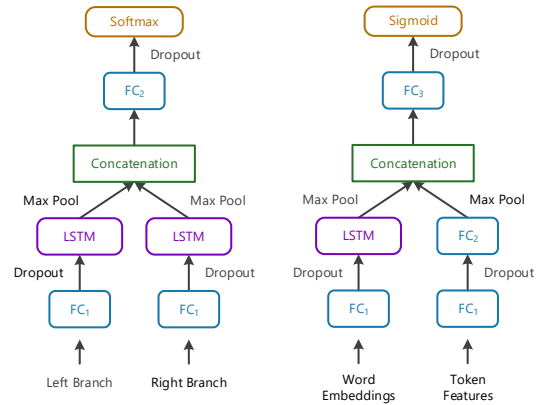 Softmax
Dropout
FC₂
Concatenation
Max Pool Max Pool
LSTM LSTM
Dropout Dropout
FC₁ FC₁
Left Branch Right Branch
Sigmoid
Dropout
FC₃
Concatenation
Max Pool Max Pool
LSTM FC₂
Dropout Dropout
FC₁ FC₁
Word Embeddings
Token Features